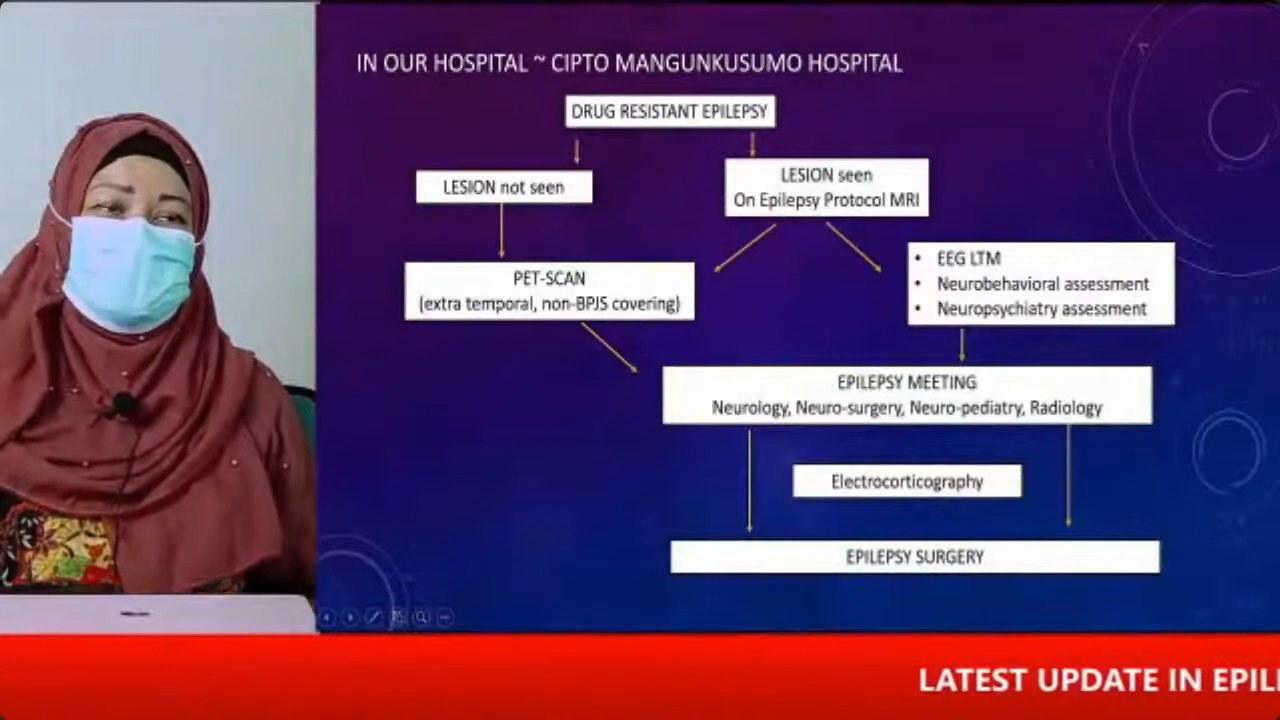 IN OUR HOSPITAL ~ CIPTO MANGUNKUSUMO HOSPITAL
DRUG RESISTANT EPILEPSY
LESION not seen
LESION seen
On Epilepsy Protocol MRI
PET-SCAN
(extra temporal, non-BPJS covering)
• EEG LTM
• Neurobehavioral assessment
• Neuropsychiatry assessment
EPILEPSY MEETING
Neurology, Neuro-surgery, Neuro-pediatry, Radiology
Electrocorticography
EPILEPSY SURGERY
LATEST UPDATE IN EPIL